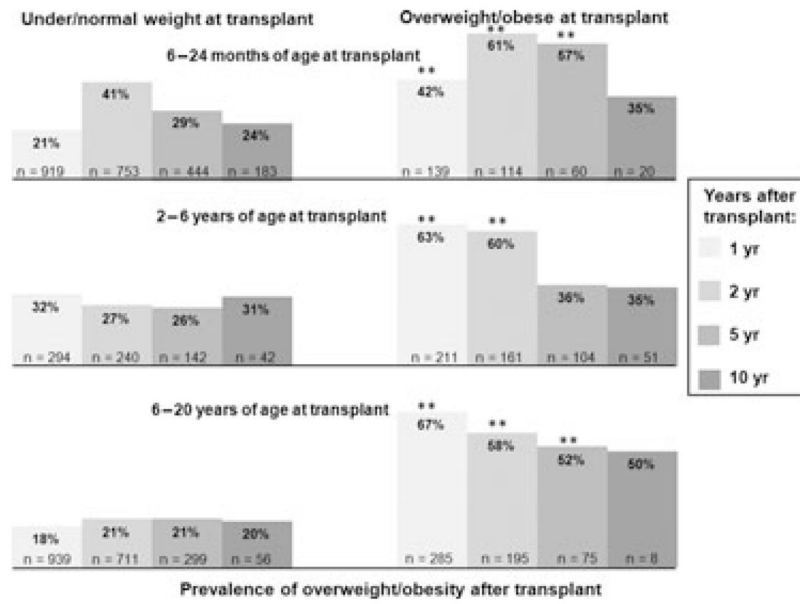 Under/normal weight at transplant
Overweight/obese at transplant
6–24 months of age at transplant
21%
41%
29%
24%
n = 919
n = 753
n = 444
n = 183
**
42%
**
61%
**
57%
35%
n = 139
n = 114
n = 60
n = 20
2–6 years of age at transplant
32%
27%
26%
31%
n = 294
n = 240
n = 142
n = 42
**
63%
**
60%
36%
35%
n = 211
n = 161
n = 104
n = 51
6–20 years of age at transplant
18%
21%
21%
20%
n = 939
n = 711
n = 299
n = 56
**
67%
**
58%
**
52%
50%
n = 285
n = 195
n = 75
n = 8
Years after
transplant:
1 yr
2 yr
5 yr
10 yr
Prevalence of overweight/obesity after transplant